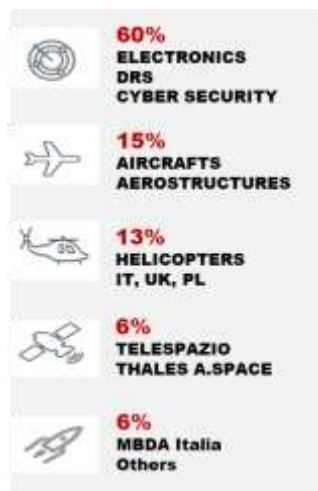 60%
ELECTRONICS
DRS
CYBER SECURITY
15%
AIRCRAFTS
AEROSTRUCTURES
13%
HELICOPTERS
IT, UK, PL
6%
TELESPAZIO
THALES A.SPACE
6%
MBDA Italia
Others